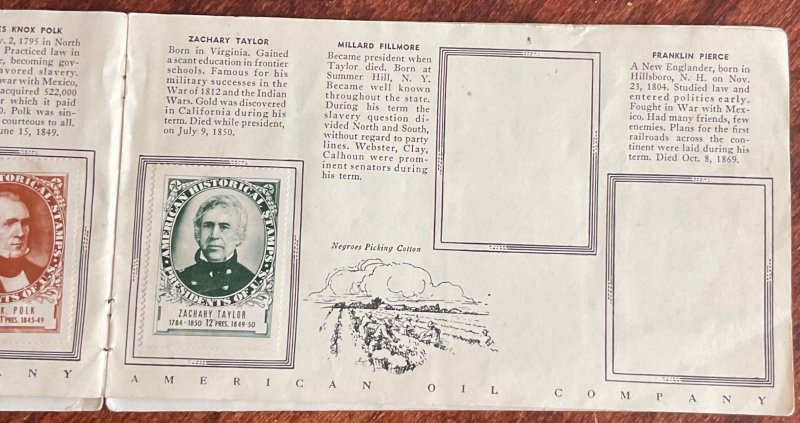 ES KNOX POLK
. 2, 1795 in North
Practiced law in
e, becoming gov-
avored slavery.
war with Mexico,
acquired 522,000
r which it paid
0. Polk was sin-
courteous to all.
une 15, 1849.
ZACHARY TAYLOR
Born in Virginia. Gained
a scant education in frontier
schools. Famous for his
military successes in the
War of 1812 and the Indian
Wars. Gold was discovered
in California during his
term. Died while president,
on July 9, 1850.
MILLARD FILLMORE
Became president when
Taylor died. Born at
Summer Hill, N. Y.
Became well known
throughout the state.
During his term the
slavery question di-
vided North and South,
without regard to party
lines. Webster, Clay,
Calhoun were prom-
inent senators during
his term.
FRANKLIN PIERCE
A New Englander, born in
Hillsboro, N. H. on Nov.
23, 1804. Studied law and
entered politics early.
Fought in War with Mex-
ico. Had many friends, few
enemies. Plans for the first
railroads across the con-
tinent were laid during his
term. Died Oct. 8, 1869.
TORICAL STAMPS
NTS OF U.S.
K. POLK
PRES. 1845-49
AMERICAN HISTORICAL STAMPS
PRESIDENTS OF U.S.
ZACHARY TAYLOR
1784-1850 12th PRES. 1849-50
Negroes Picking Cotton
ANY
AMERICAN OIL COMPANY